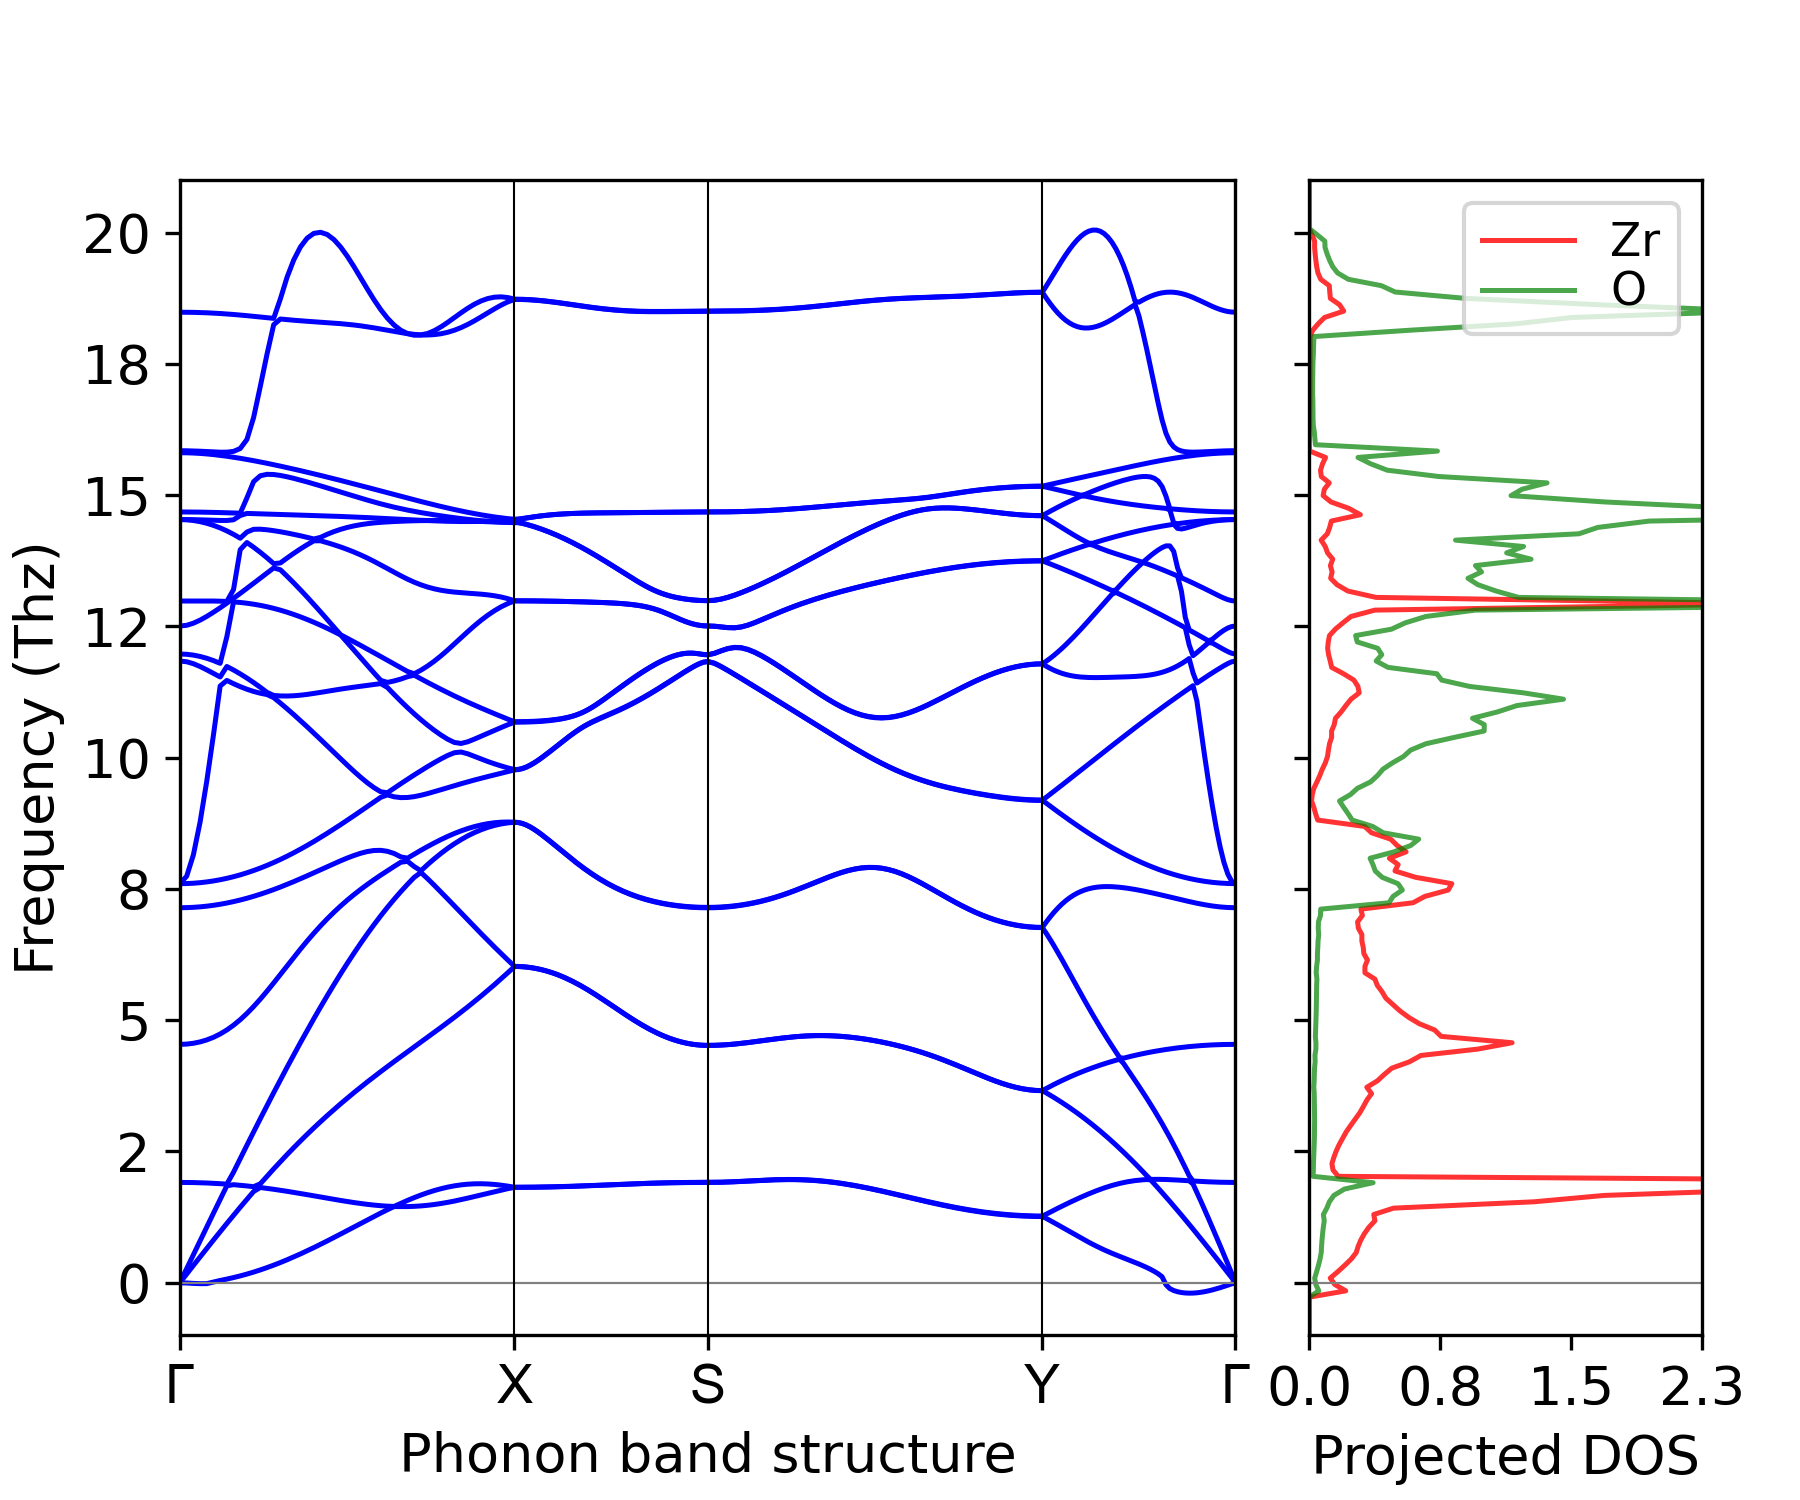 Frequency (Thz)
20
18
15
12
10
8
5
2
0
Γ X S Y Γ
Phonon band structure
Zr
O
0.0 0.8 1.5 2.3
Projected DOS